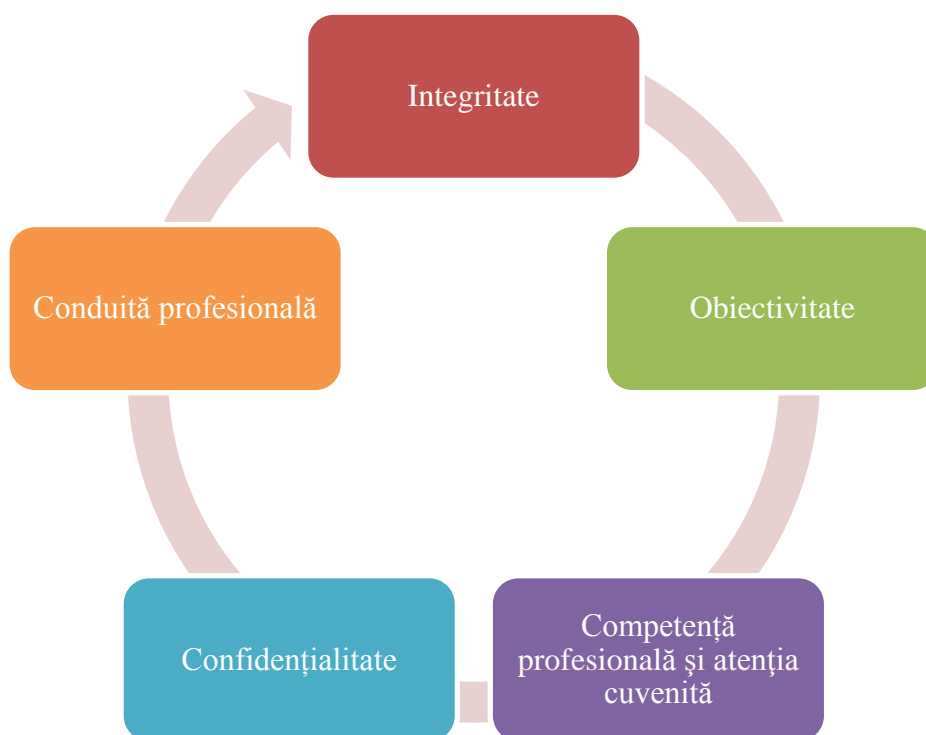 Integritate
Obiectivitate
Competență
profesională și atenția
cuvenită
Confidențialitate
Conduită profesională